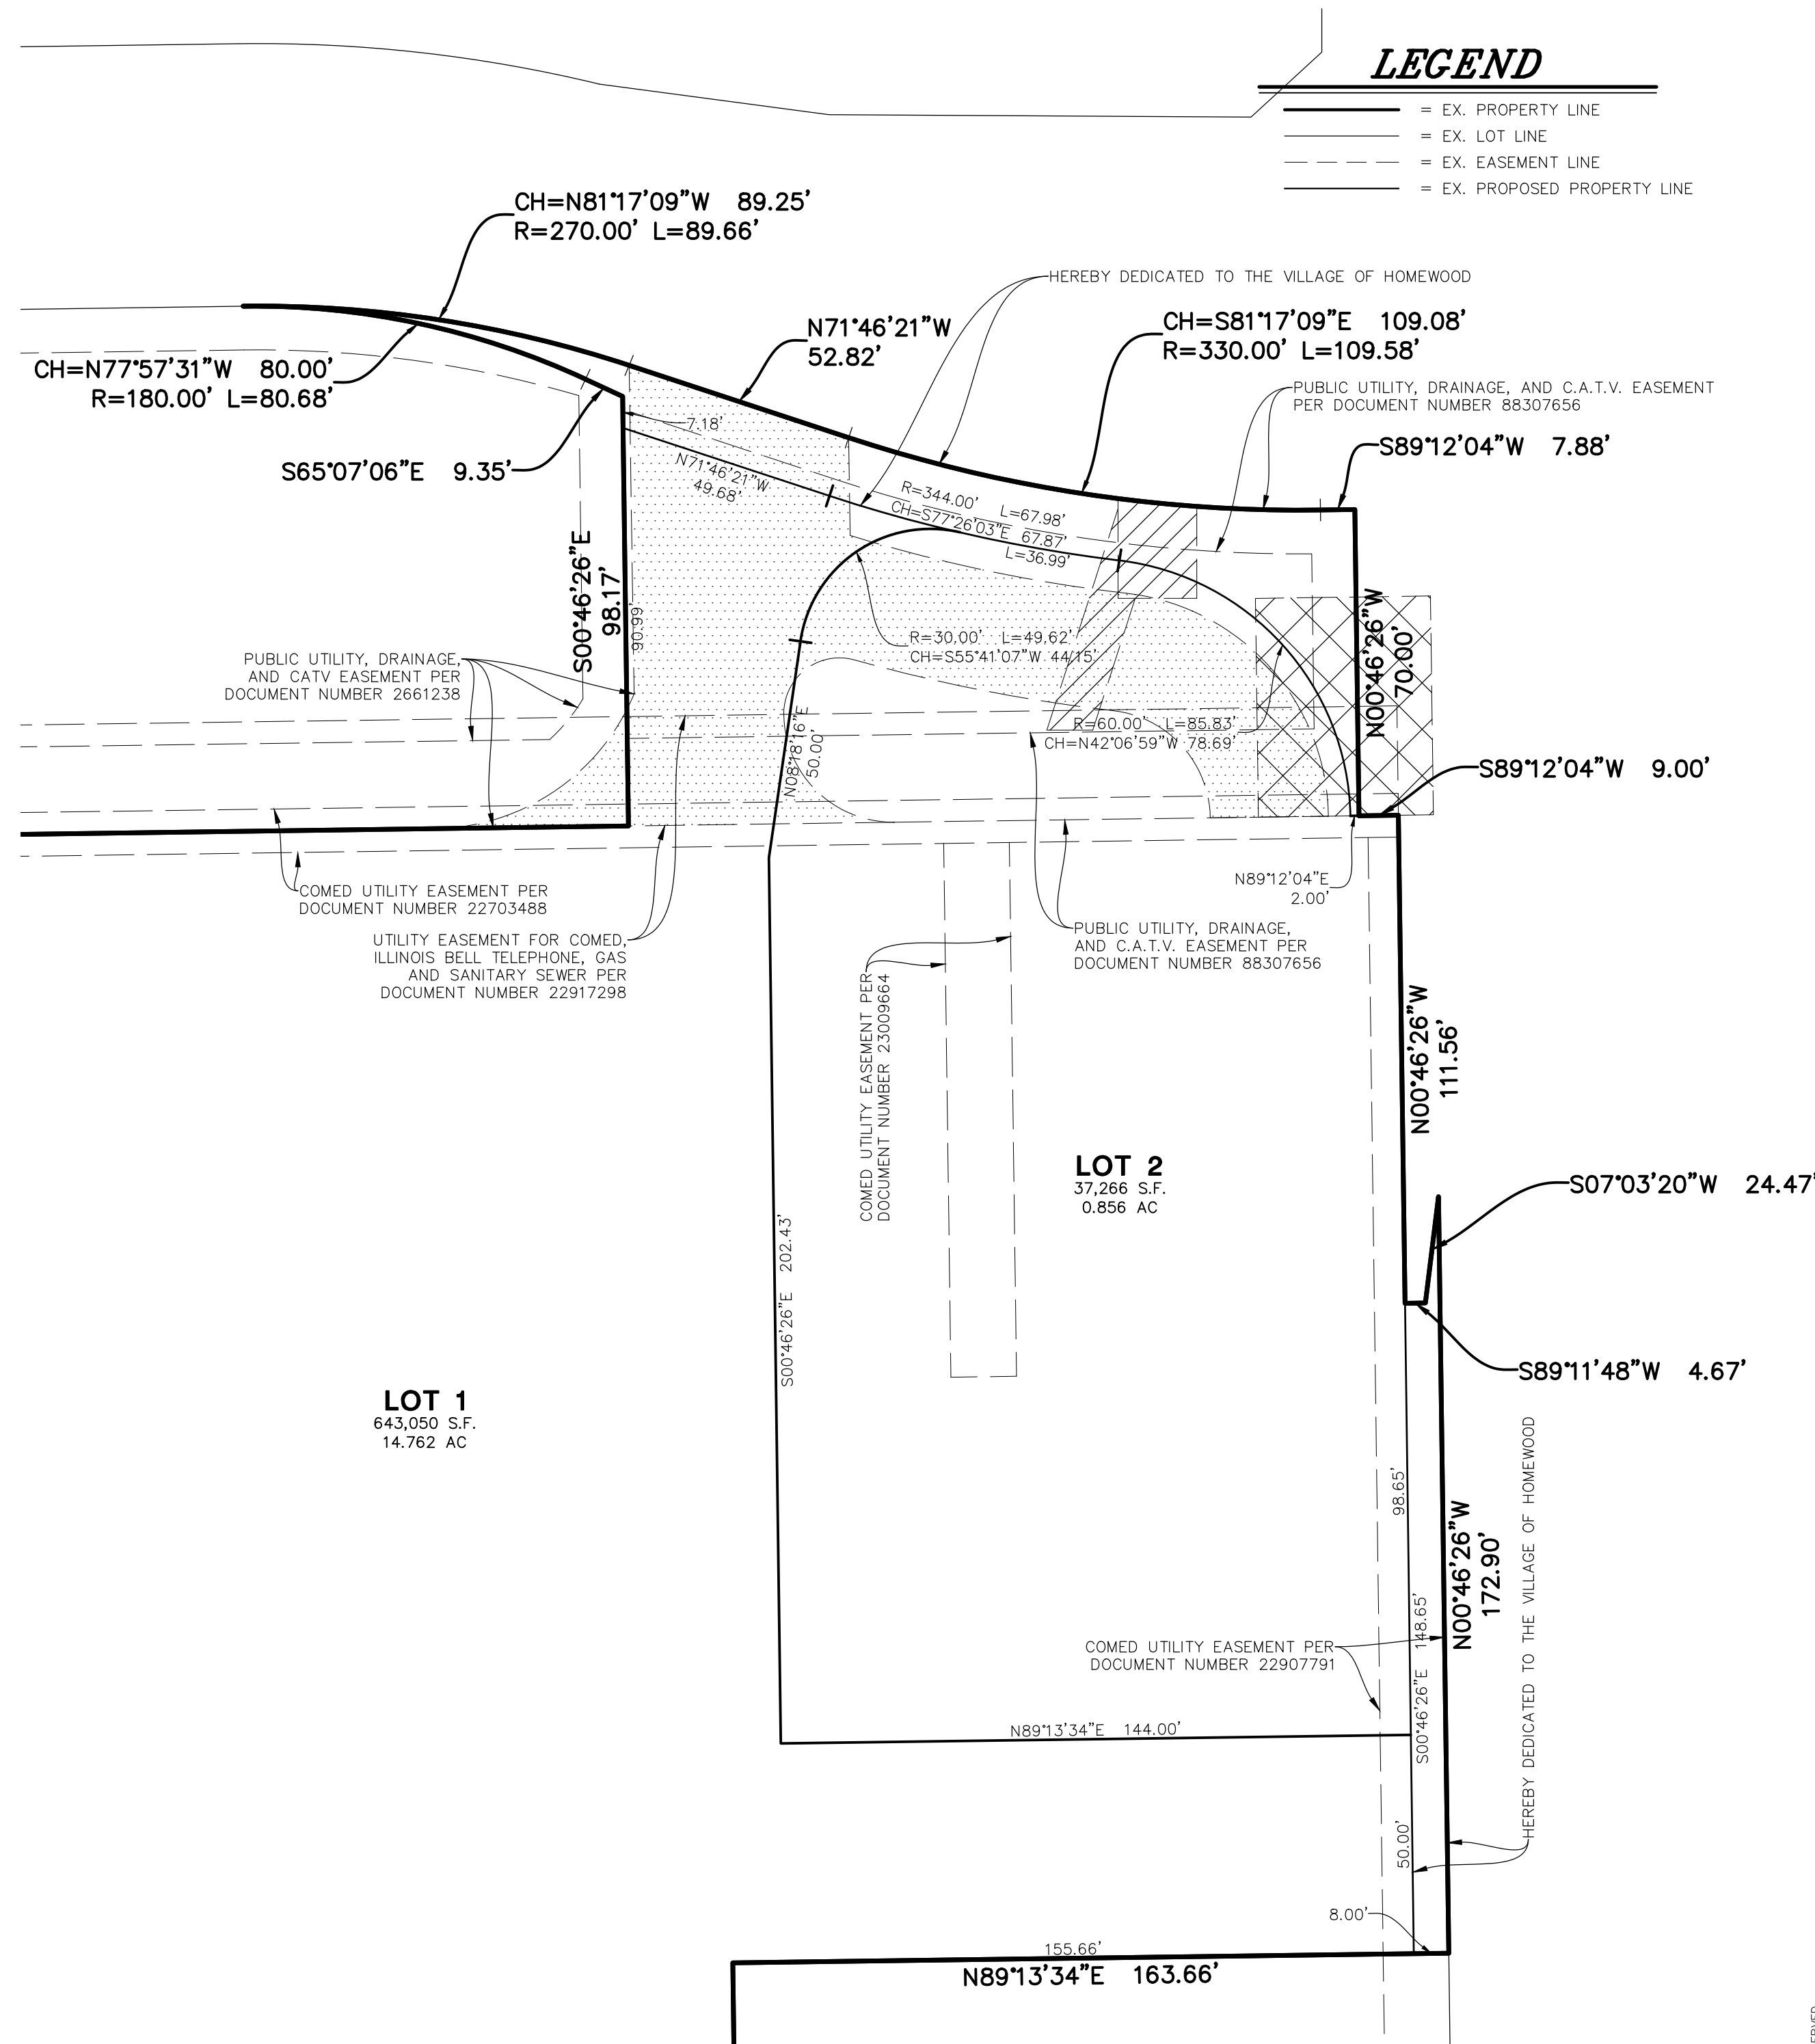 LEGEND
= EX. PROPERTY LINE
= EX. LOT LINE
= EX. EASEMENT LINE
= EX. PROPOSED PROPERTY LINE
CH=N81°17'09"W 89.25'
R=270.00' L=89.66'
HEREBY DEDICATED TO THE VILLAGE OF HOMEWOOD
N71°46'21"W
52.82'
CH=S81°17'09"E 109.08'
R=330.00' L=109.58'
CH=N77°57'31"W 80.00'
R=180.00' L=80.68'
PUBLIC UTILITY, DRAINAGE, AND C.A.T.V. EASEMENT
PER DOCUMENT NUMBER 88307656
7.18'
S89°12'04"W 7.88'
S65°07'06"E 9.35'
N71°46'21"W
49.68'
R=344.00' L=67.98'
CH=S77°26'03"E 67.87'
L=36.99'
S00°46'26"E
98.17'
90.99'
N00°46'26"W
70.00'
R=30.00' L=49.62'
CH=S55°41'07"W 44.15'
PUBLIC UTILITY, DRAINAGE,
AND CATV EASEMENT PER
DOCUMENT NUMBER 2661238
R=60.00' L=85.83'
CH=N42°06'59"W 78.69'
N08°18'16"E
50.00'
S89°12'04"W 9.00'
N89°12'04"E
2.00'
COMED UTILITY EASEMENT PER
DOCUMENT NUMBER 22703488
UTILITY EASEMENT FOR COMED,
ILLINOIS BELL TELEPHONE, GAS
AND SANITARY SEWER PER
DOCUMENT NUMBER 22917298
PUBLIC UTILITY, DRAINAGE,
AND C.A.T.V. EASEMENT PER
DOCUMENT NUMBER 88307656
COMED UTILITY EASEMENT PER
DOCUMENT NUMBER 23009664
N00°46'26"W
111.56'
LOT 2
37,266 S.F.
0.856 AC
S07°03'20"W 24.47'
S00°46'26"E 202.43'
S89°11'48"W 4.67'
LOT 1
643,050 S.F.
14.762 AC
98.65'
N00°46'26"W
172.90'
HEREBY DEDICATED TO THE VILLAGE OF HOMEWOOD
S00°46'26"E 148.65'
COMED UTILITY EASEMENT PER
DOCUMENT NUMBER 22907791
N89°13'34"E 144.00'
50.00'
8.00'
155.66'
N89°13'34"E 163.66'